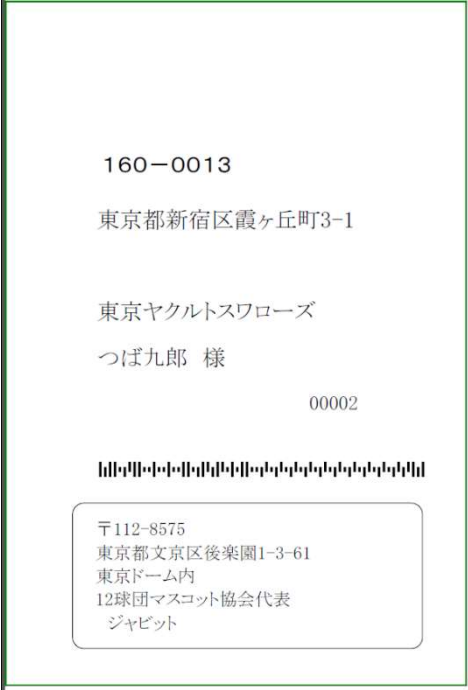 160－0013
東京都新宿区霞ヶ丘町3-1
東京ヤクルトスワローズ
つば九郎 様
00002
〒112-8575
東京都文京区後楽園1-3-61
東京ドーム内
12球団マスコット協会代表
ジャビット